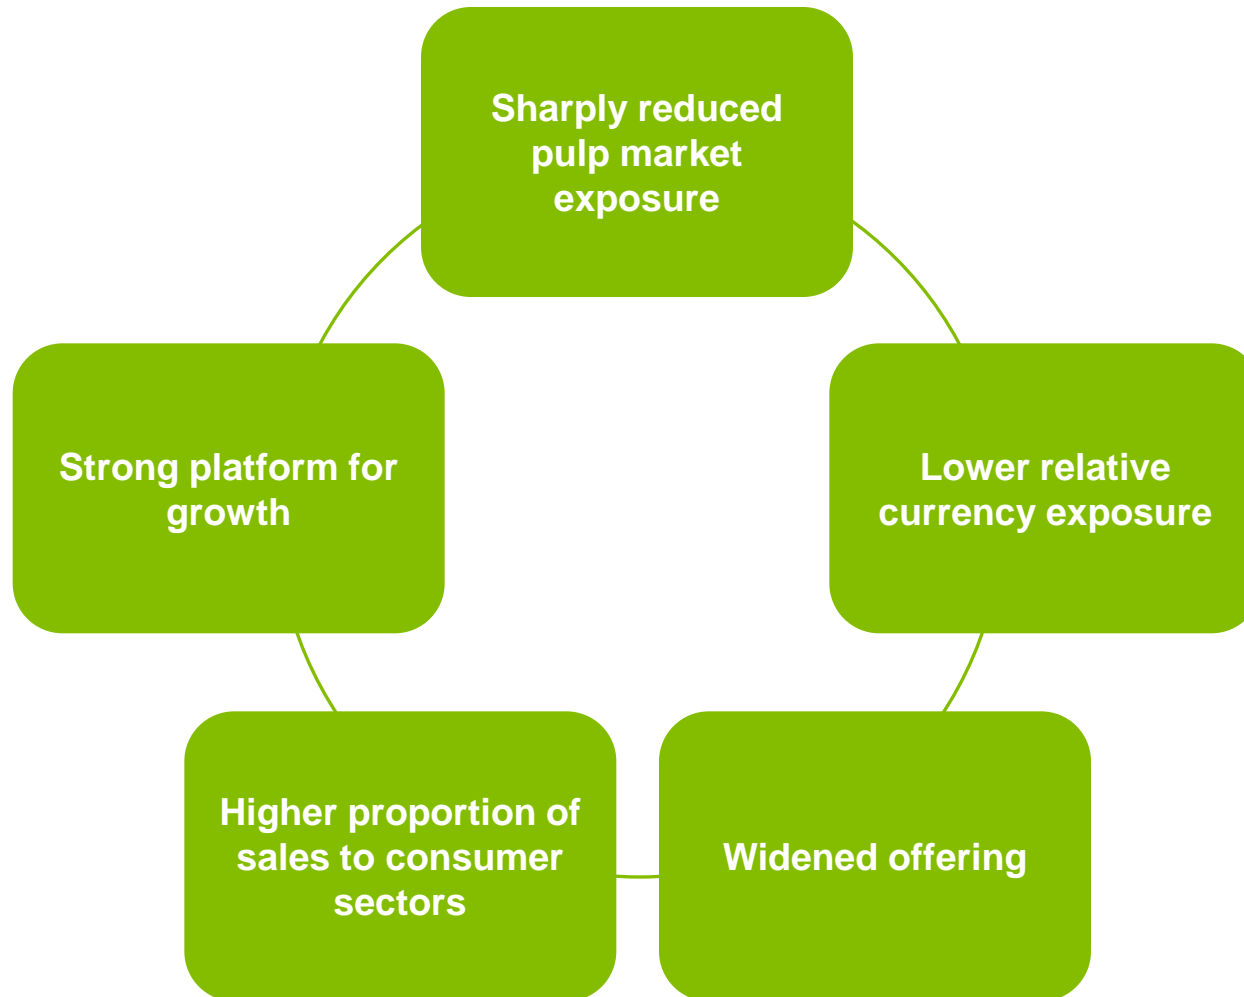 Sharply reduced
pulp market
exposure
Strong platform for
growth
Lower relative
currency exposure
Higher proportion of
sales to consumer
sectors
Widened offering